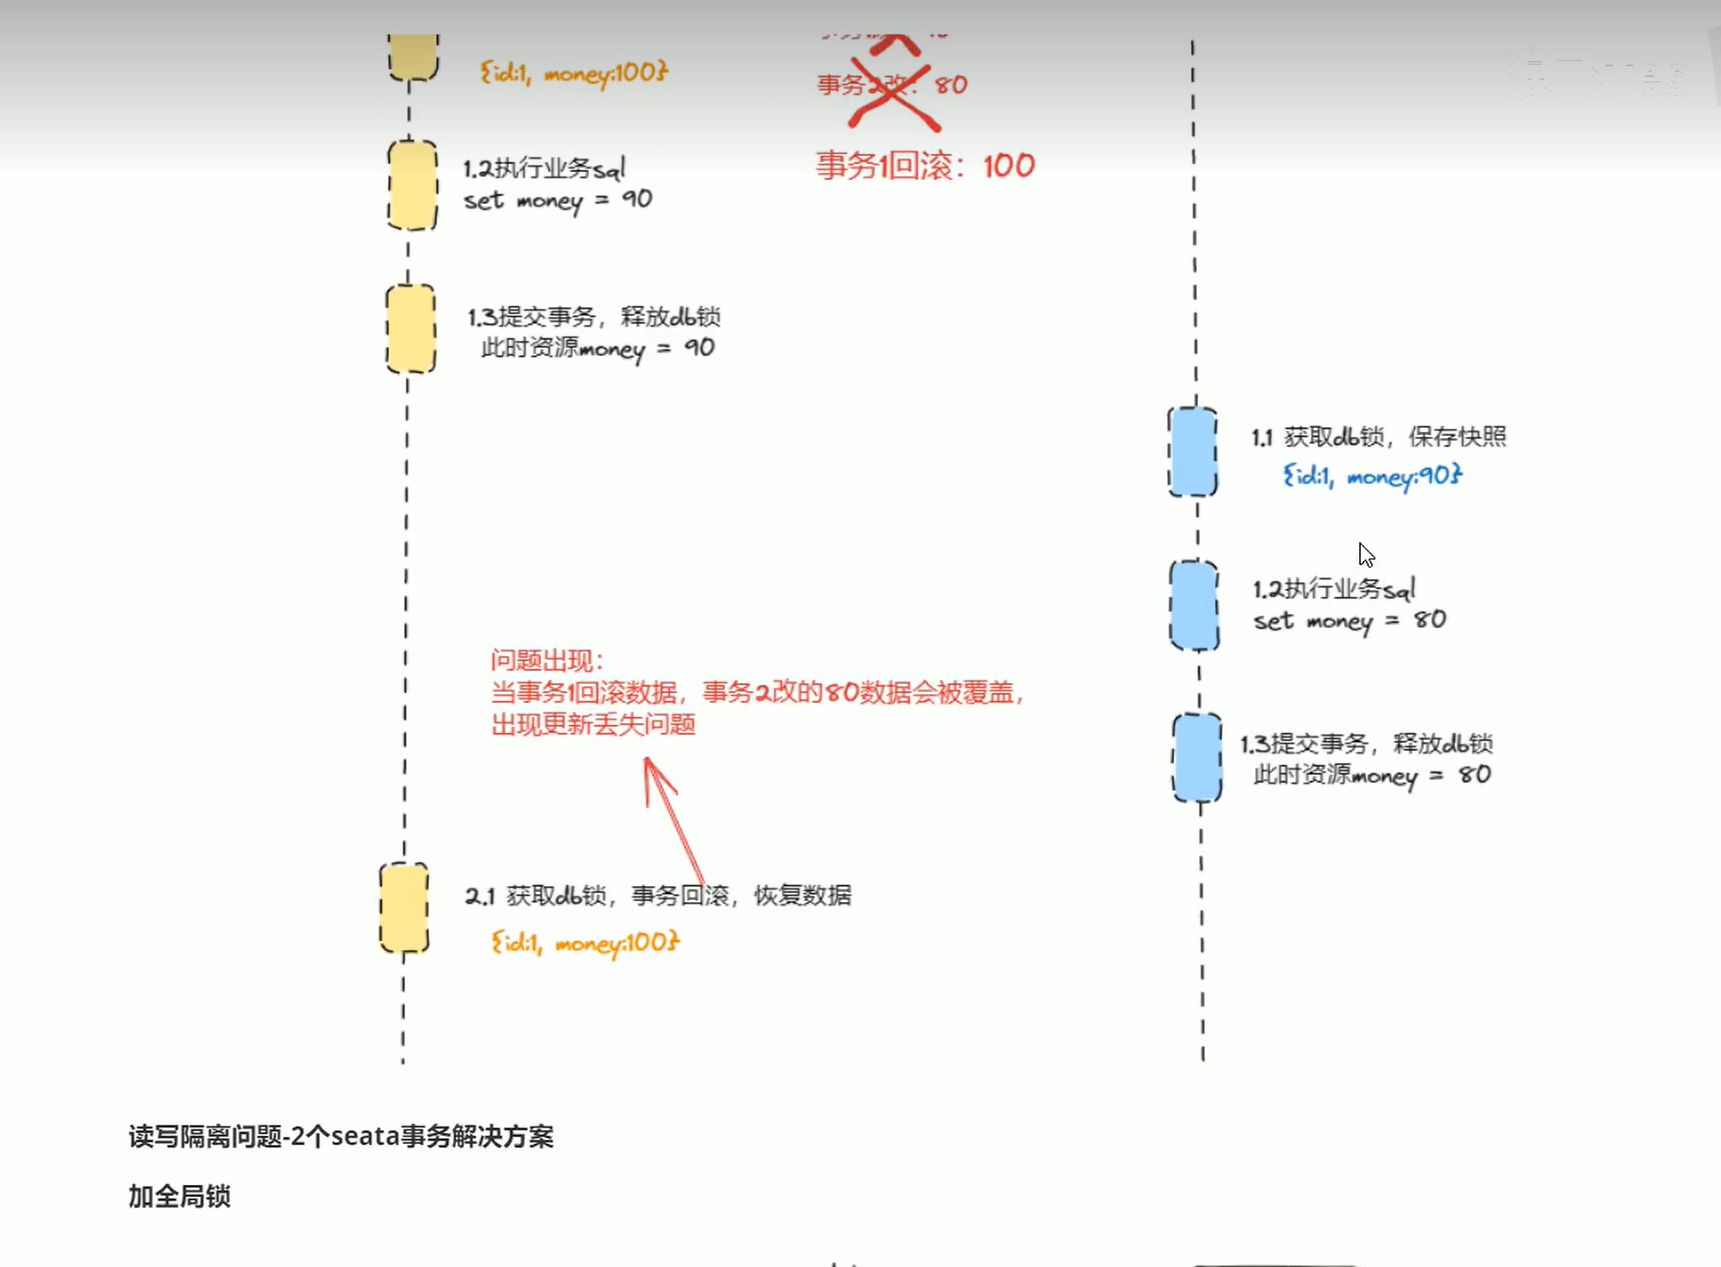 {id:1, money:100}
事务2改：80
1.2执行业务sql
set money = 90
事务1回滚：100
1.3提交事务，释放db锁
此时资源money = 90
1.1 获取db锁，保存快照
{id:1, money:90}
1.2执行业务sql
set money = 80
问题出现：
当事务1回滚数据，事务2改的80数据会被覆盖，
出现更新丢失问题
1.3提交事务，释放db锁
此时资源money = 80
2.1 获取db锁，事务回滚，恢复数据
{id:1, money:100}
读写隔离问题-2个seata事务解决方案
加全局锁